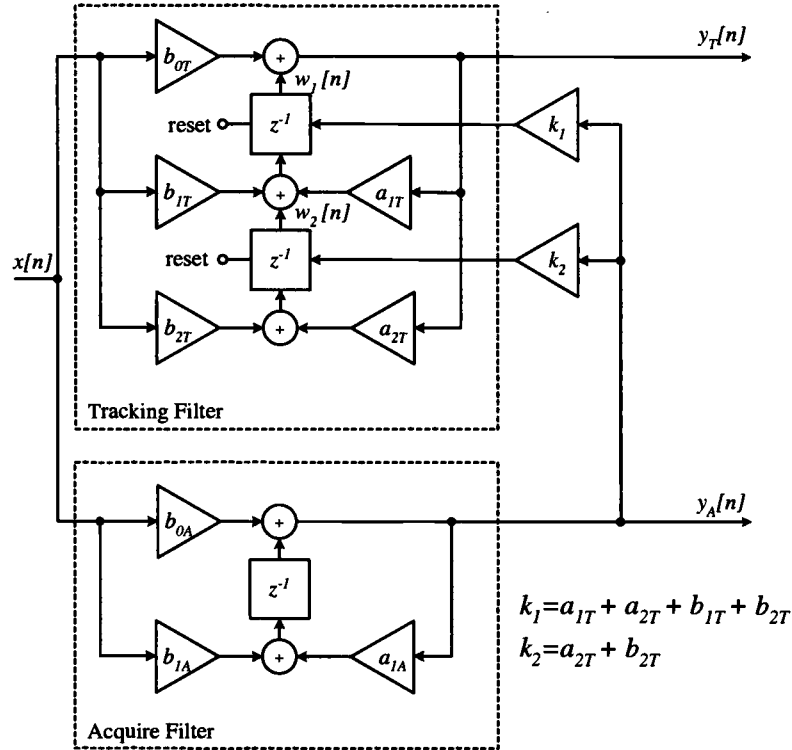 y_T[n]
b_0T
+
w_1[n]
reset
z^-1
k_1
b_1T
+
a_1T
w_2[n]
x[n]
reset
z^-1
k_2
b_2T
+
a_2T
Tracking Filter
y_A[n]
b_0A
+
z^-1
k_1=a_1T + a_2T + b_1T + b_2T
b_1A
+
a_1A
k_2=a_2T + b_2T
Acquire Filter